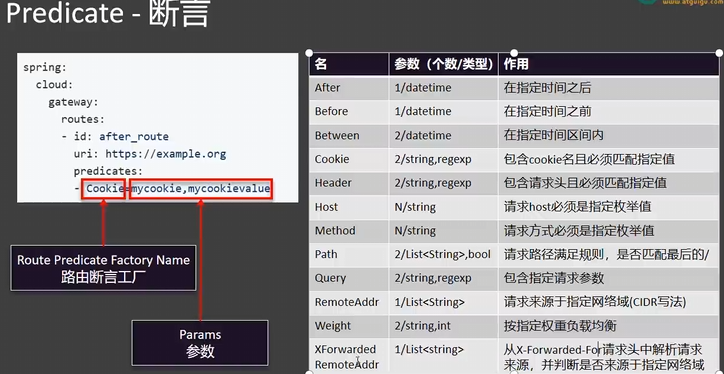 www.atguigu.com
Predicate - 断言
spring:
cloud:
gateway:
routes:
- id: after_route
uri: https://example.org
predicates:
- Cookie=mycookie,mycookievalue
Route Predicate Factory Name
路由断言工厂
Params
参数
名 参数（个数/类型） 作用
After 1/datetime 在指定时间之后
Before 1/datetime 在指定时间之前
Between 2/datetime 在指定时间区间内
Cookie 2/string,regexp 包含cookie名且必须匹配指定值
Header 2/string,regexp 包含请求头且必须匹配指定值
Host N/string 请求host必须是指定枚举值
Method N/string 请求方式必须是指定枚举值
Path 2/List<String>,bool 请求路径满足规则，是否匹配最后的/
Query 2/string,regexp 包含指定请求参数
RemoteAddr 1/List<String> 请求来源于指定网络域(CIDR写法)
Weight 2/string,int 按指定权重负载均衡
XForwarded 1/List<string> 从X-Forwarded-For请求头中解析请求
RemoteAddr 来源，并判断是否来源于指定网络域